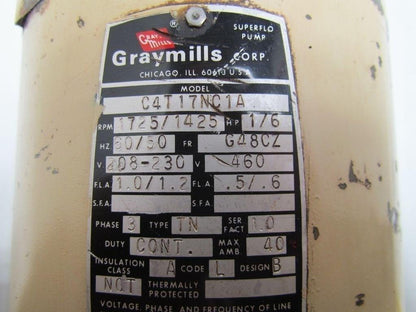 GRAYMILLS ® SUPERFLO PUMP
Graymills CORP.
CHICAGO, ILL. 60613 U S A
MODEL
C4T17NC1A
RPM 1725/1425 HP 1/6
HZ 60/50 FR G48CZ
V 208-230 V 460
F.L.A. 1.0/1.2 F.L.A. .5/.6
S.F.A. S.F.A.
PHASE 3 TYPE TN SER FACT 1.0
DUTY CONT. MAX AMB 40
INSULATION CLASS A CODE L DESIGN B
NOT THERMALLY PROTECTED
VOLTAGE, PHASE, AND FREQUENCY OF LINE